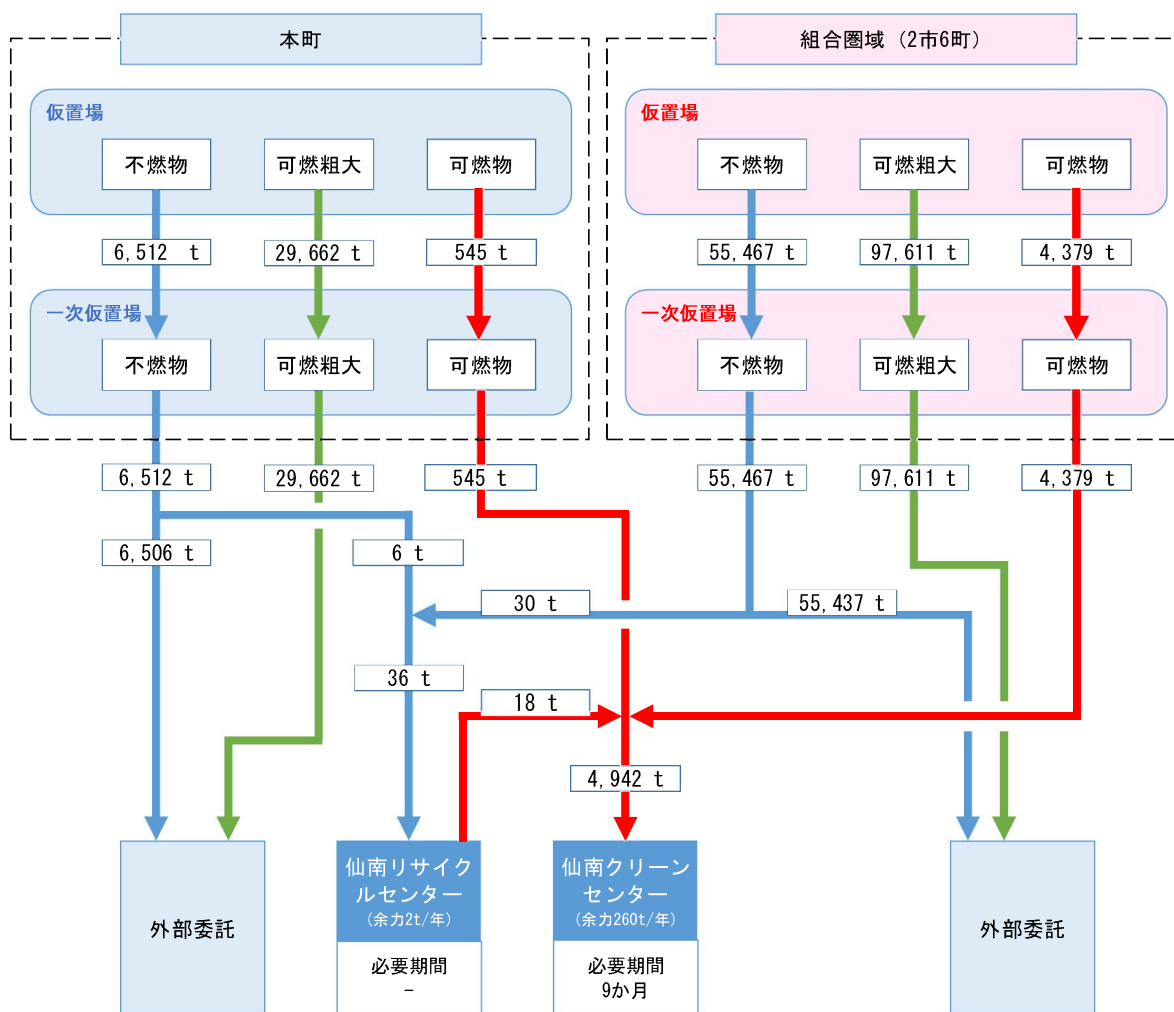 本町
組合圏域（2市6町）
仮置場
不燃物
可燃粗大
可燃物
仮置場
不燃物
可燃粗大
可燃物
6,512 t
29,662 t
545 t
55,467 t
97,611 t
4,379 t
一次仮置場
不燃物
可燃粗大
可燃物
一次仮置場
不燃物
可燃粗大
可燃物
6,512 t
29,662 t
545 t
55,467 t
97,611 t
4,379 t
6,506 t
6 t
30 t
55,437 t
36 t
18 t
4,942 t
外部委託
仙南リサイク
ルセンター
（余力2t/年）
必要期間
-
仙南クリーン
センター
（余力260t/年）
必要期間
9か月
外部委託